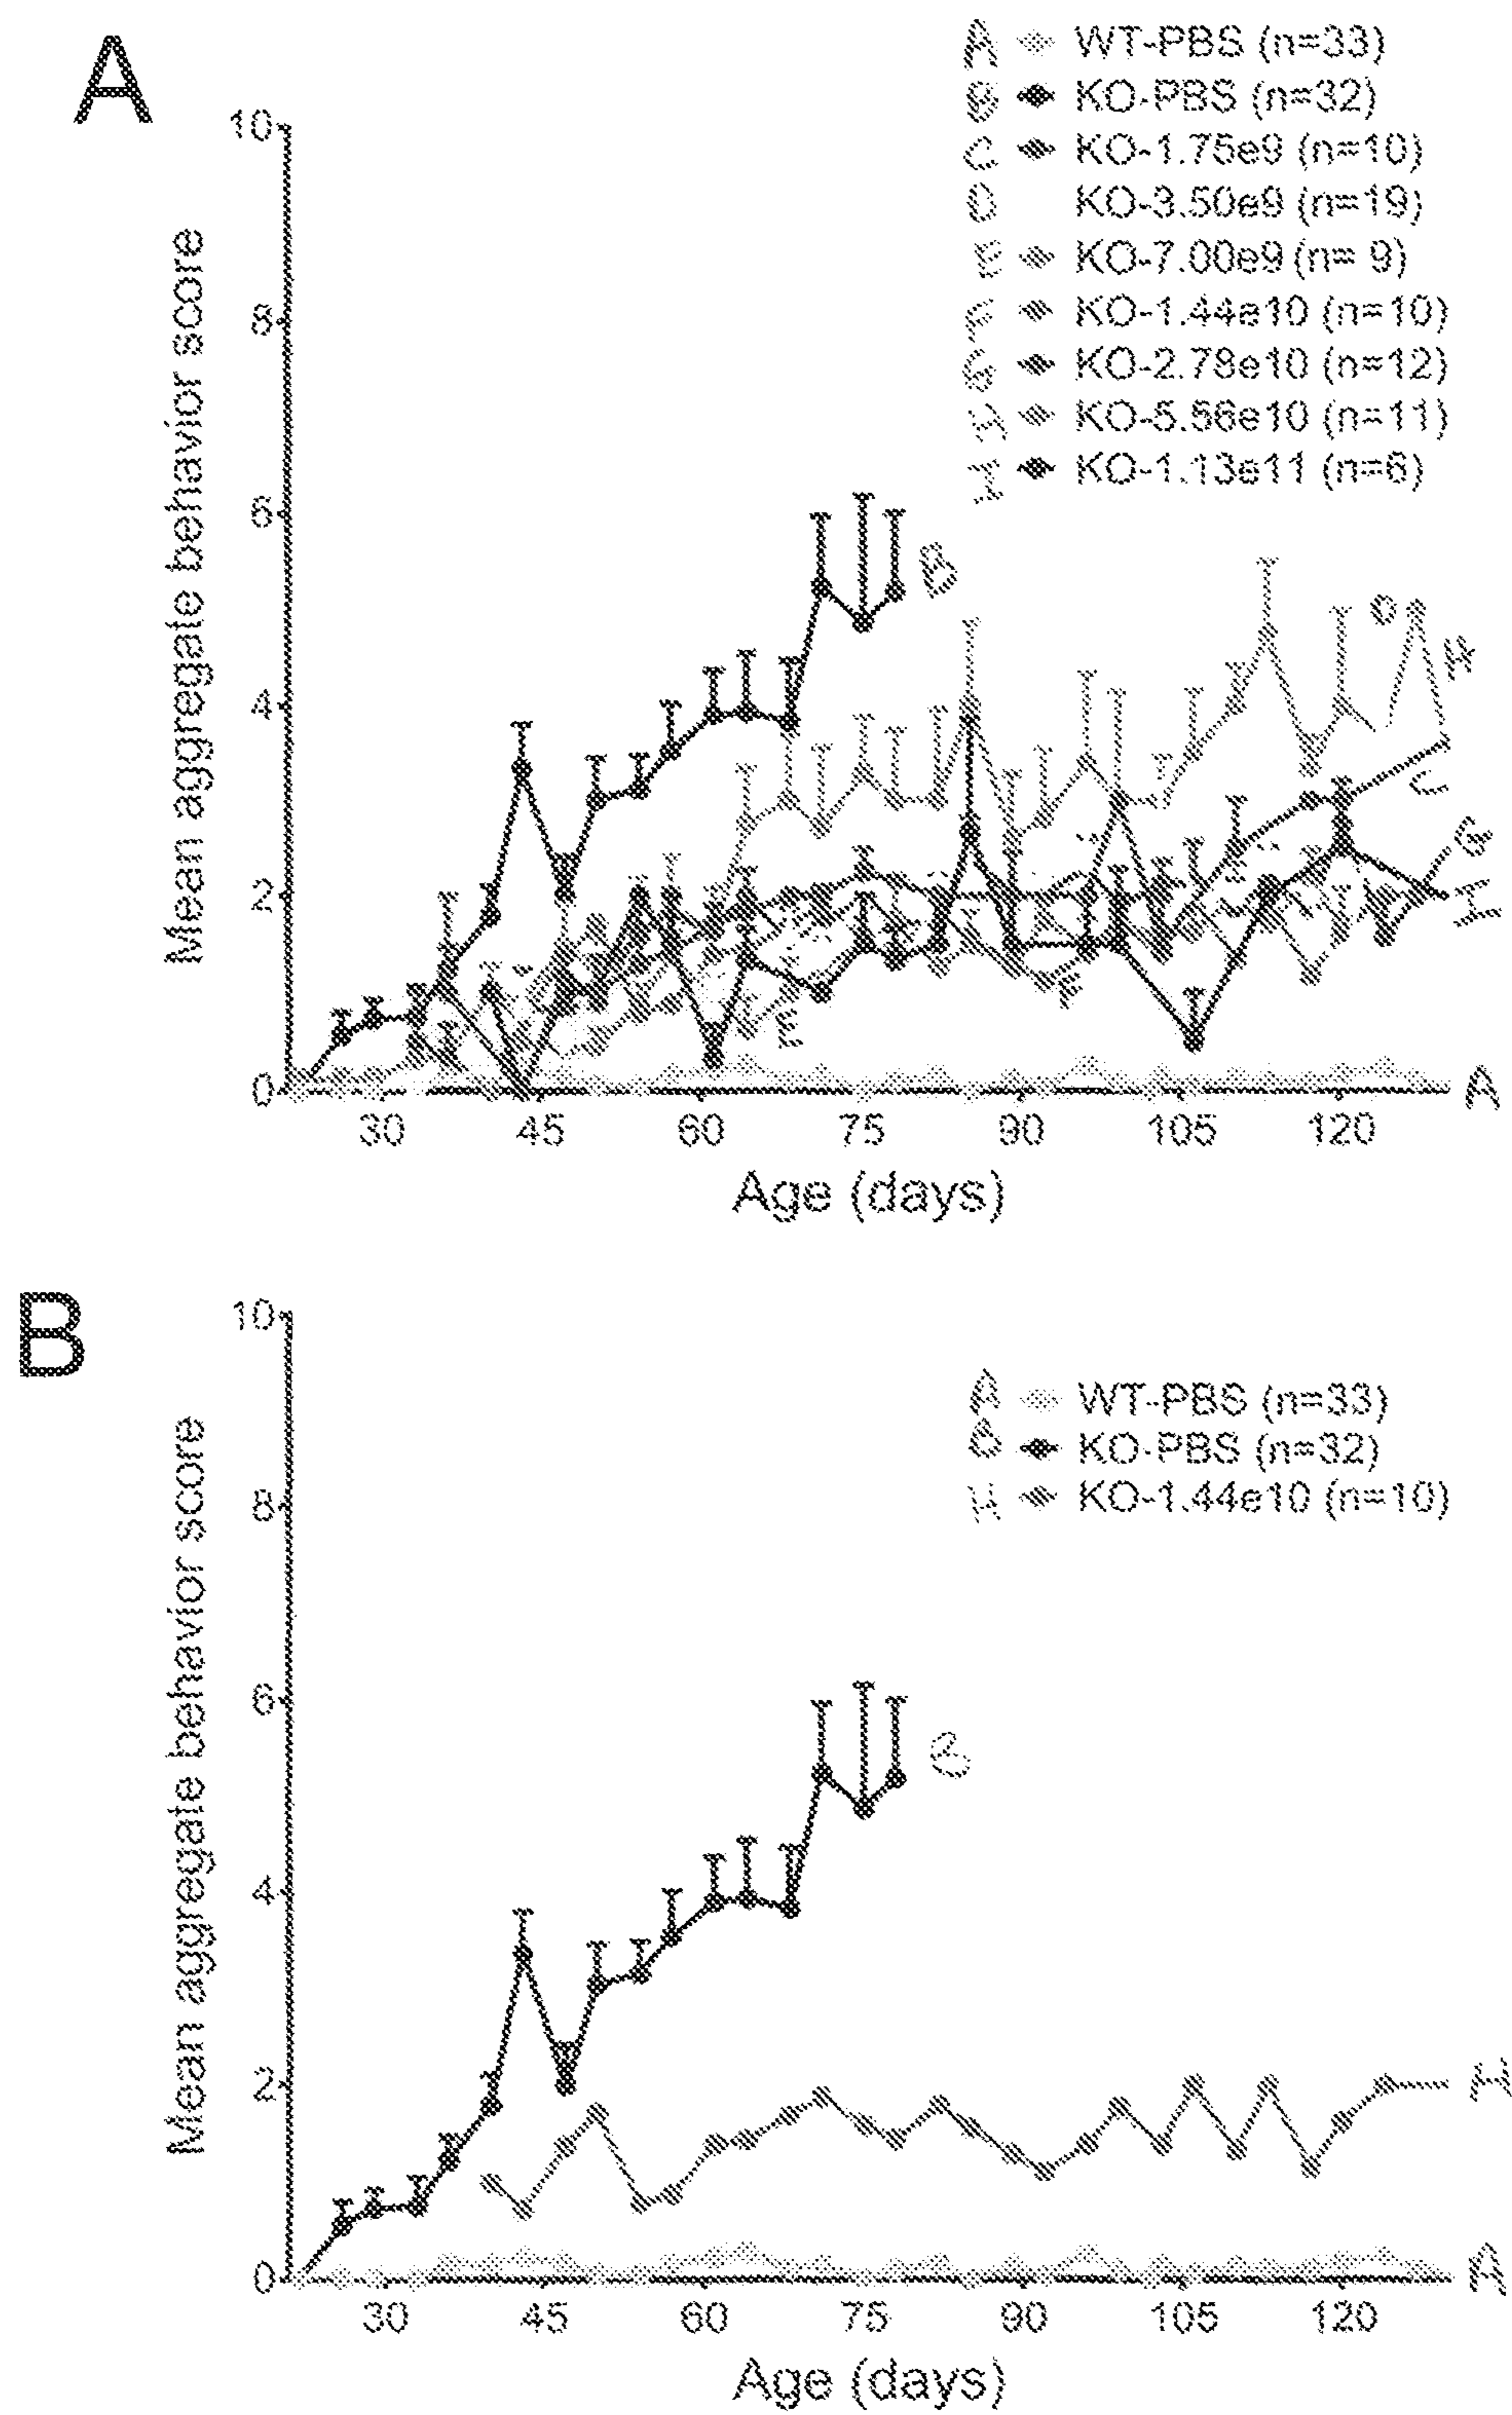 A
A WT-PBS (n=33)
B KO-PBS (n=32)
C KO-1.75e9 (n=10)
D KO-3.50e9 (n=19)
E KO-7.00e9 (n= 9)
F KO-1.44e10 (n=10)
G KO-2.78e10 (n=12)
H KO-5.56e10 (n=11)
I KO-1.13e11 (n=6)
Mean aggregate behavior score
10
8
6
4
2
0
B
D
H
C
G
I
F
E
A
30 45 60 75 90 105 120
Age (days)
B
A WT-PBS (n=33)
B KO-PBS (n=32)
H KO-1.44e10 (n=10)
Mean aggregate behavior score
10
8
6
4
2
0
B
H
A
30 45 60 75 90 105 120
Age (days)